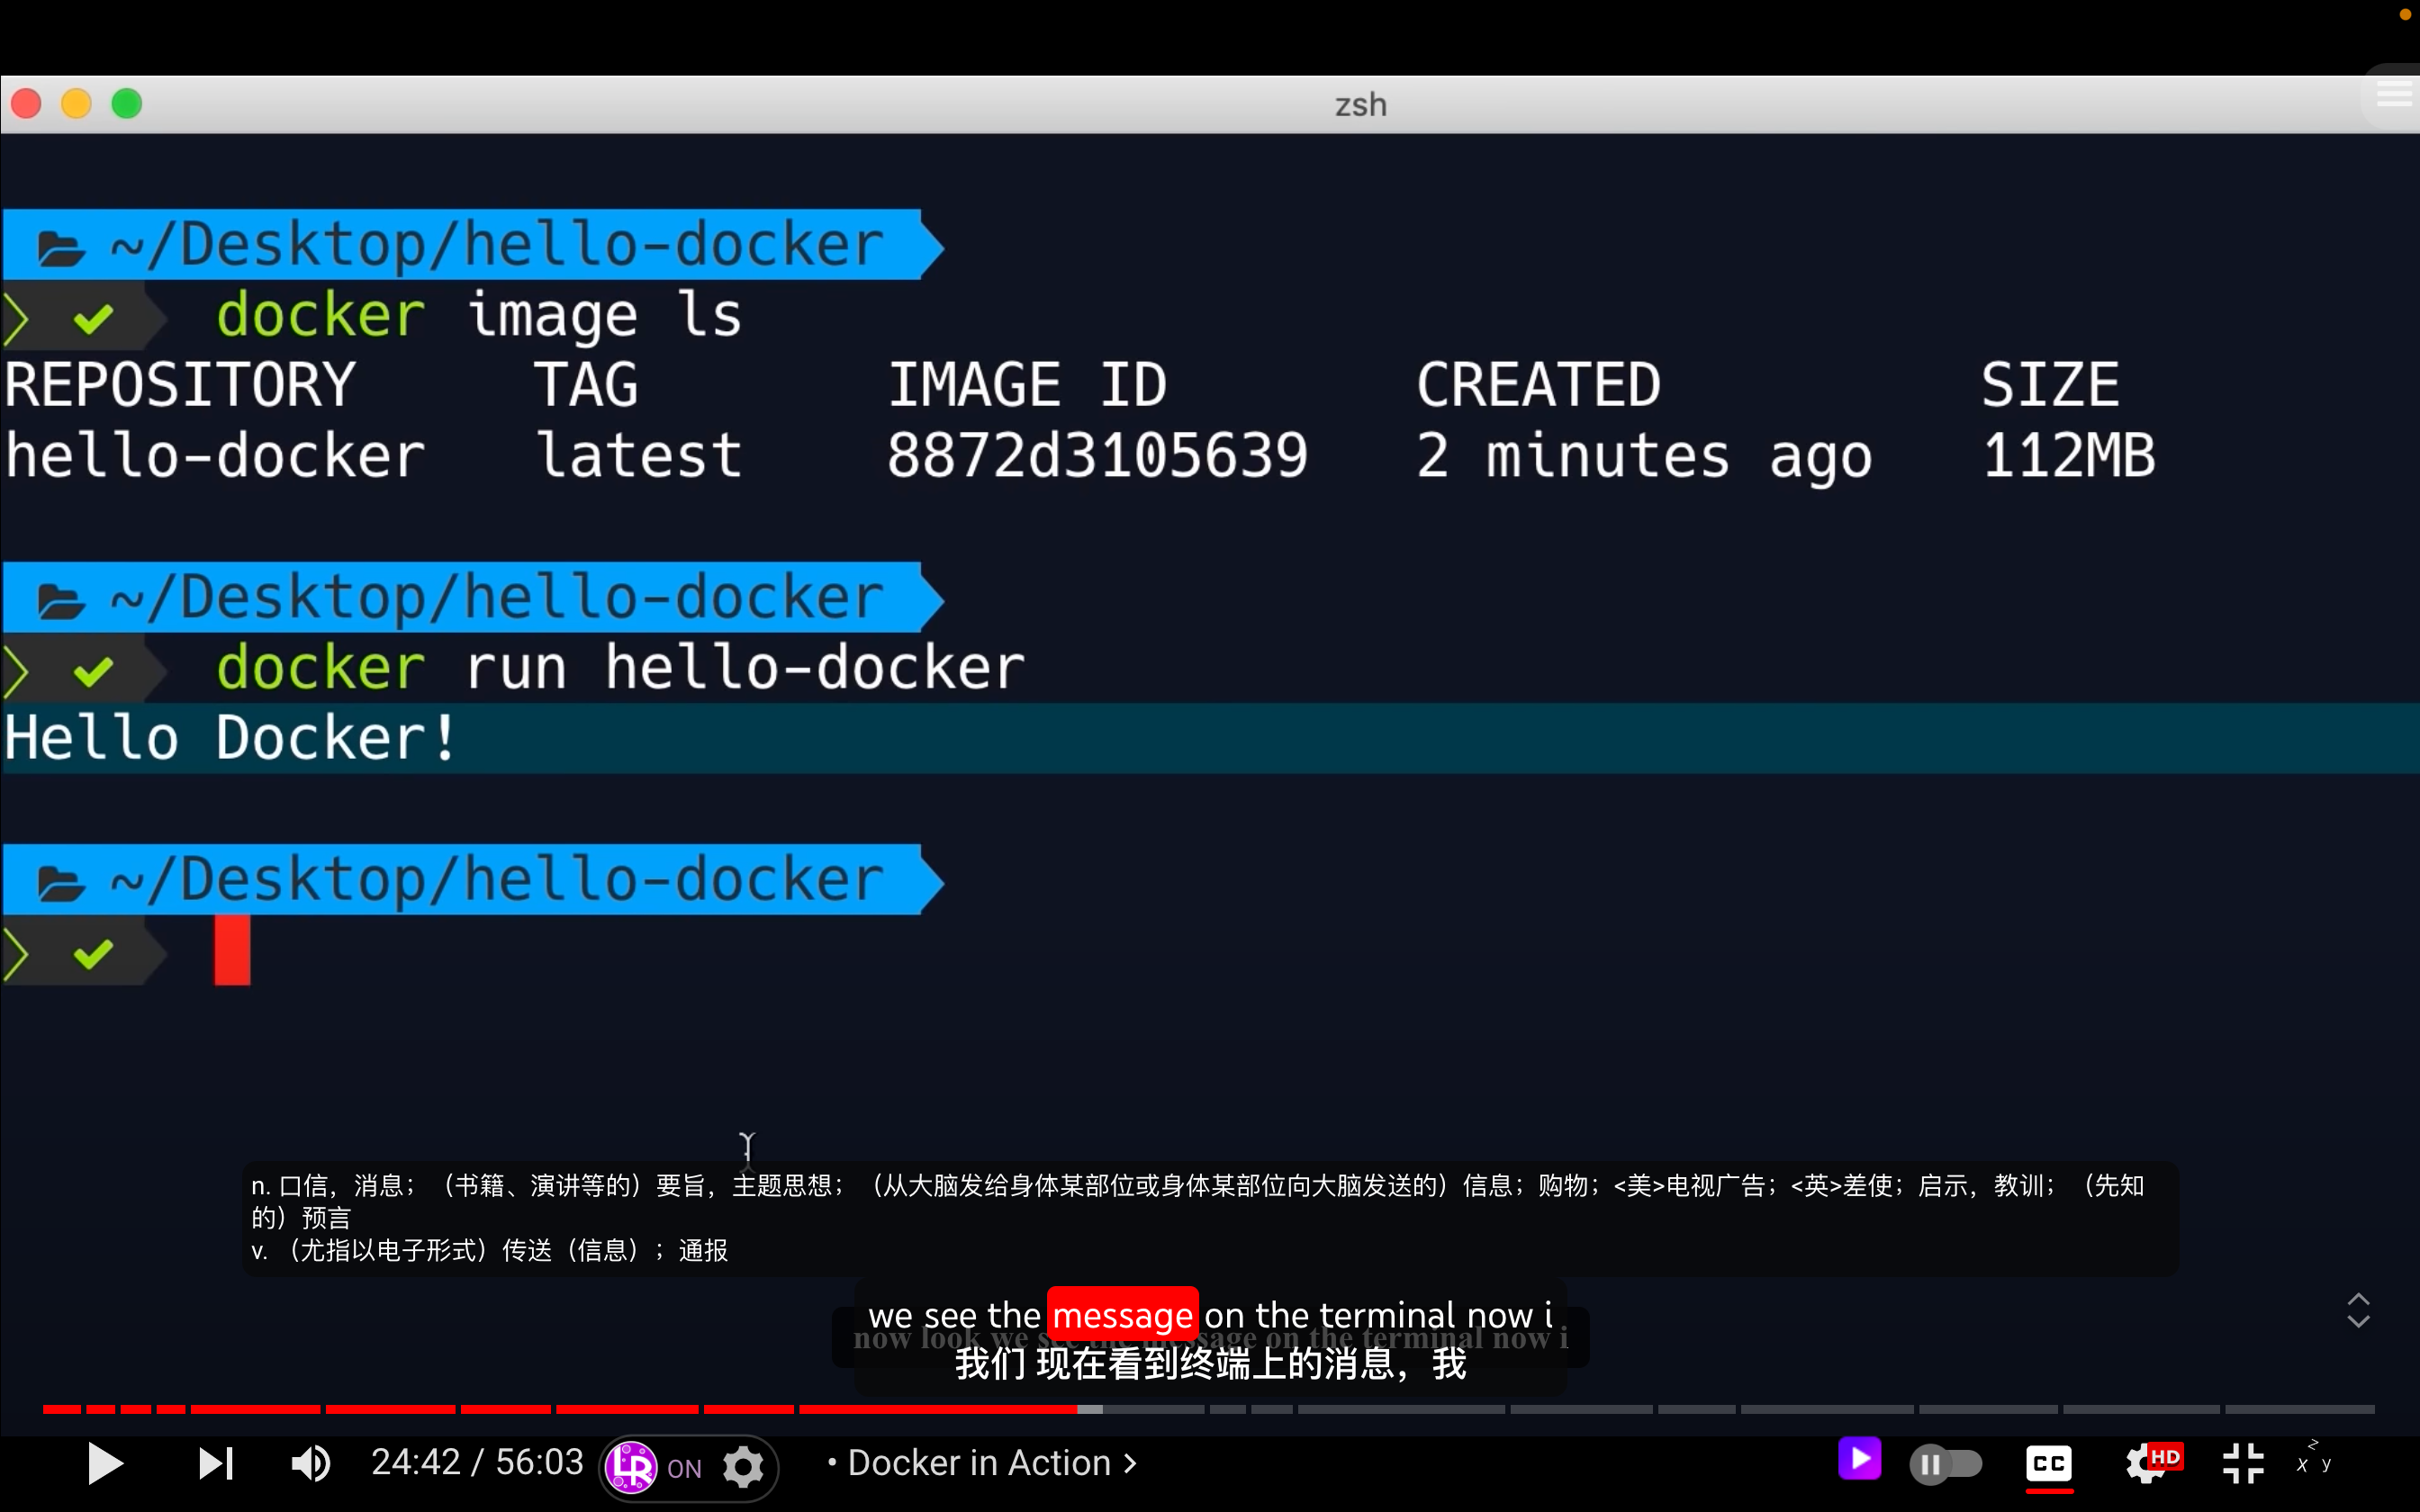 zsh
~/Desktop/hello-docker
docker image ls
REPOSITORY TAG IMAGE ID CREATED SIZE
hello-docker latest 8872d3105639 2 minutes ago 112MB
~/Desktop/hello-docker
docker run hello-docker
Hello Docker!
~/Desktop/hello-docker
n. 口信，消息；（书籍、演讲等的）要旨，主题思想；（从大脑发给身体某部位或身体某部位向大脑发送的）信息；购物；<美>电视广告；<英>差使；启示，教训；（先知
的）预言
v. （尤指以电子形式）传送（信息）；通报
we see the message on the terminal now i
now look we see the message on the terminal now i
我们 现在看到终端上的消息，我
24:42 / 56:03 LR ON • Docker in Action › CC HD z x y